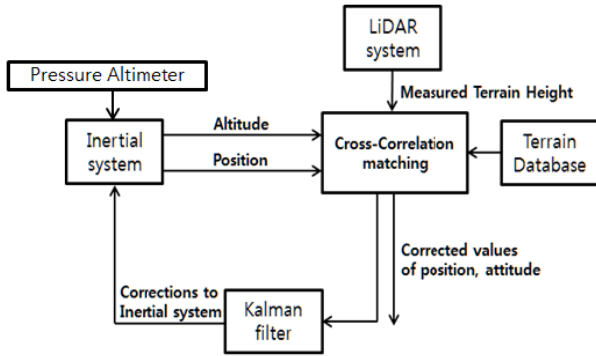 LiDAR
system
Pressure Altimeter
Measured Terrain Height
Inertial
system
Altitude
Position
Cross-Correlation
matching
Terrain
Database
Corrected values
of position, attitude
Corrections to
Inertial system
Kalman
filter